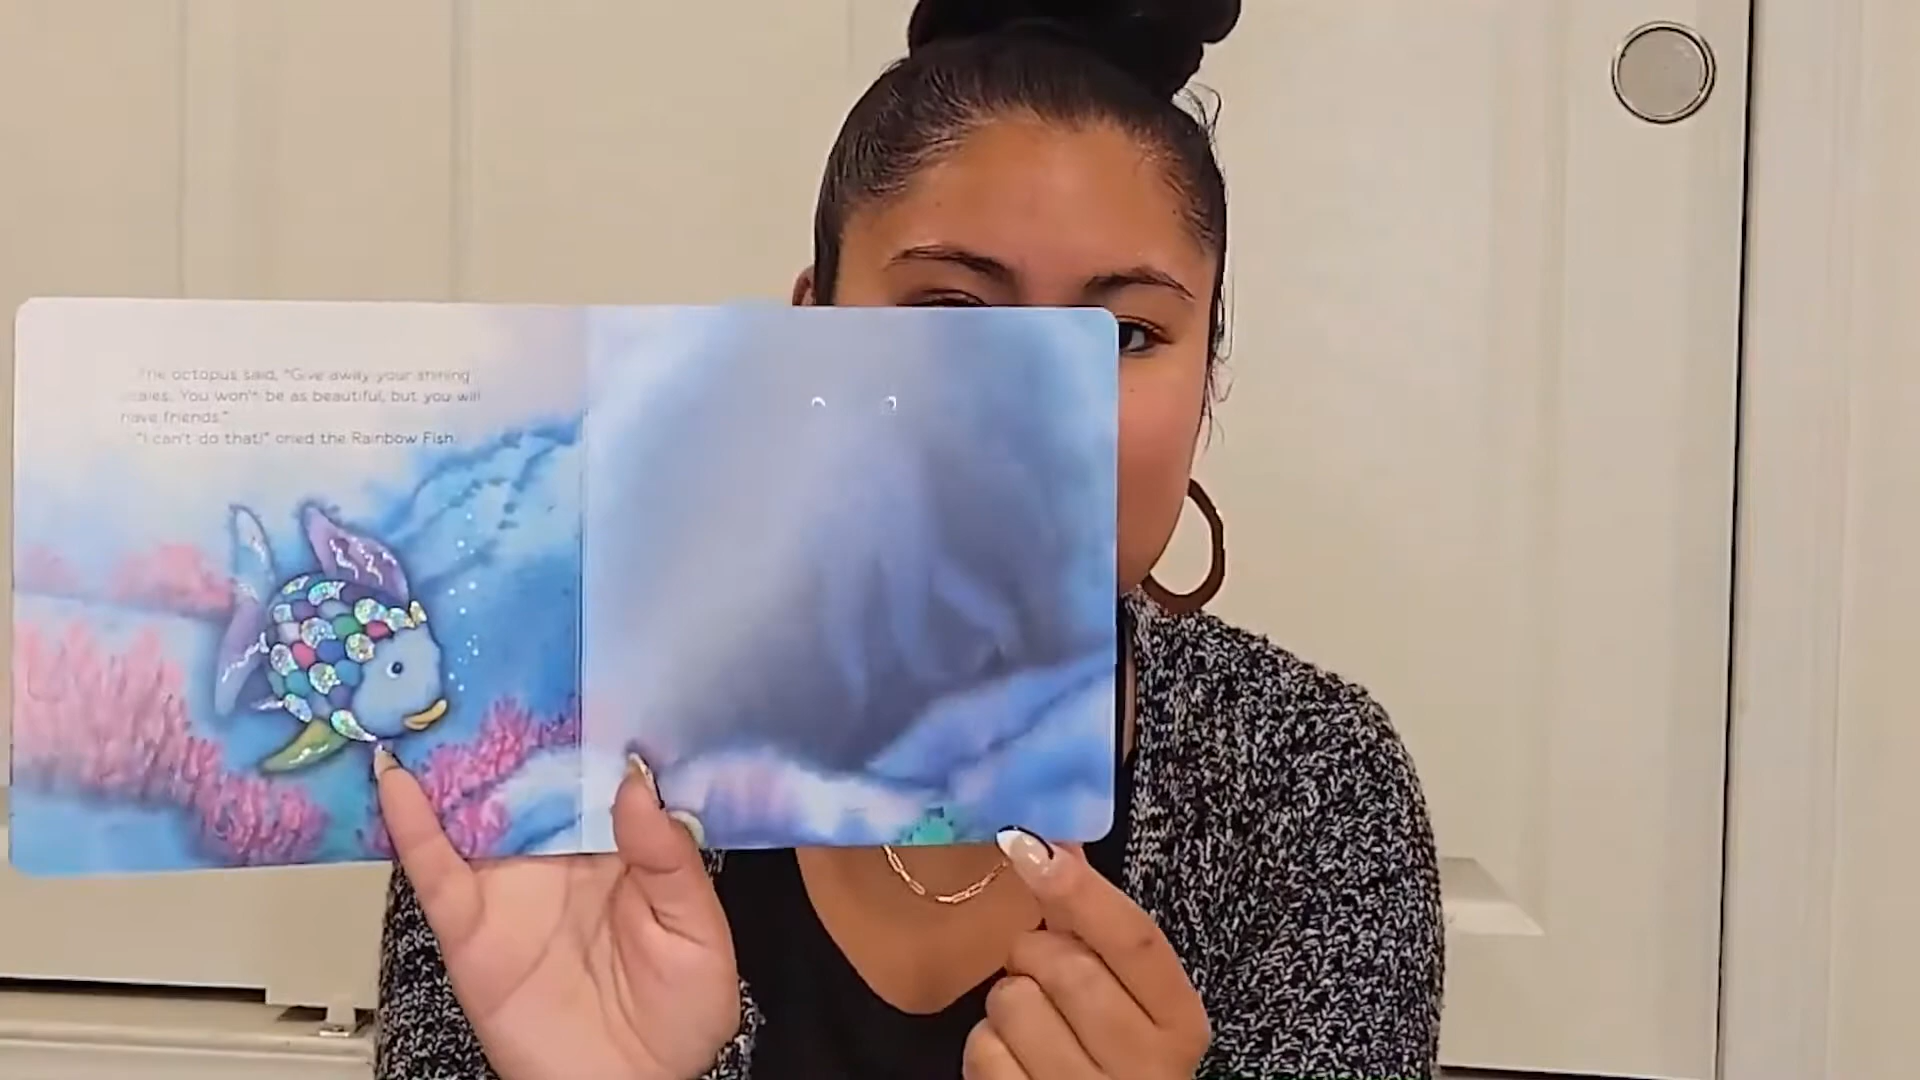 The octopus said, "Give away your shining
scales. You won't be as beautiful, but you will
have friends."
"I can't do that!" cried the Rainbow Fish.